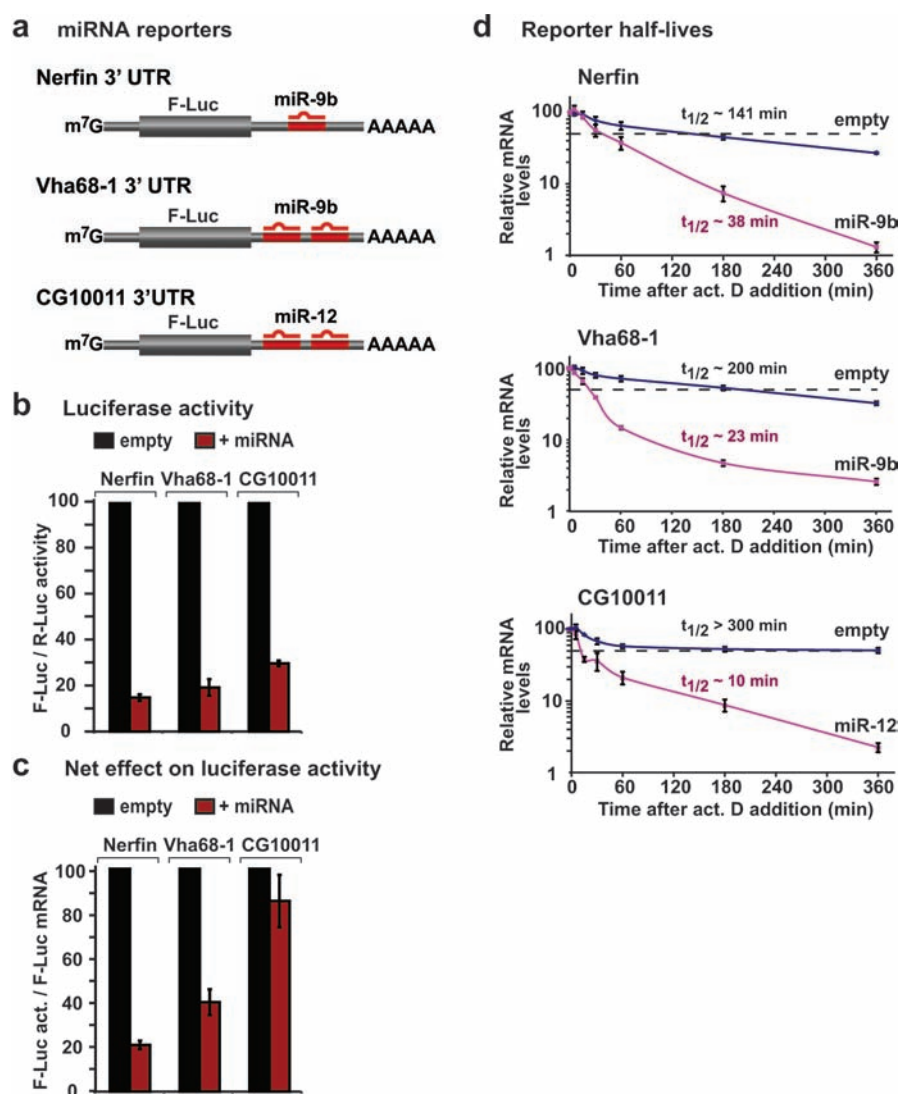 a miRNA reporters
Nerfin 3' UTR
F-Luc miR-9b
m⁷G AAAAA
Vha68-1 3' UTR
F-Luc miR-9b
m⁷G AAAAA
CG10011 3'UTR
F-Luc miR-12
m⁷G AAAAA
b Luciferase activity
empty + miRNA
Nerfin Vha68-1 CG10011
F-Luc / R-Luc activity
100
80
60
40
20
0
c Net effect on luciferase activity
empty + miRNA
Nerfin Vha68-1 CG10011
F-Luc act. / F-Luc mRNA
100
80
60
40
20
0
d Reporter half-lives
Nerfin
Relative mRNA
levels
100
10
1
t1/2 ~ 141 min
empty
t1/2 ~ 38 min
miR-9b
0 60 120 180 240 300 360
Time after act. D addition (min)
Vha68-1
Relative mRNA
levels
100
10
1
t1/2 ~ 200 min
empty
t1/2 ~ 23 min
miR-9b
0 60 120 180 240 300 360
Time after act. D addition (min)
CG10011
Relative mRNA
levels
100
10
1
t1/2 > 300 min
empty
t1/2 ~ 10 min
miR-12
0 60 120 180 240 300 360
Time after act. D addition (min)